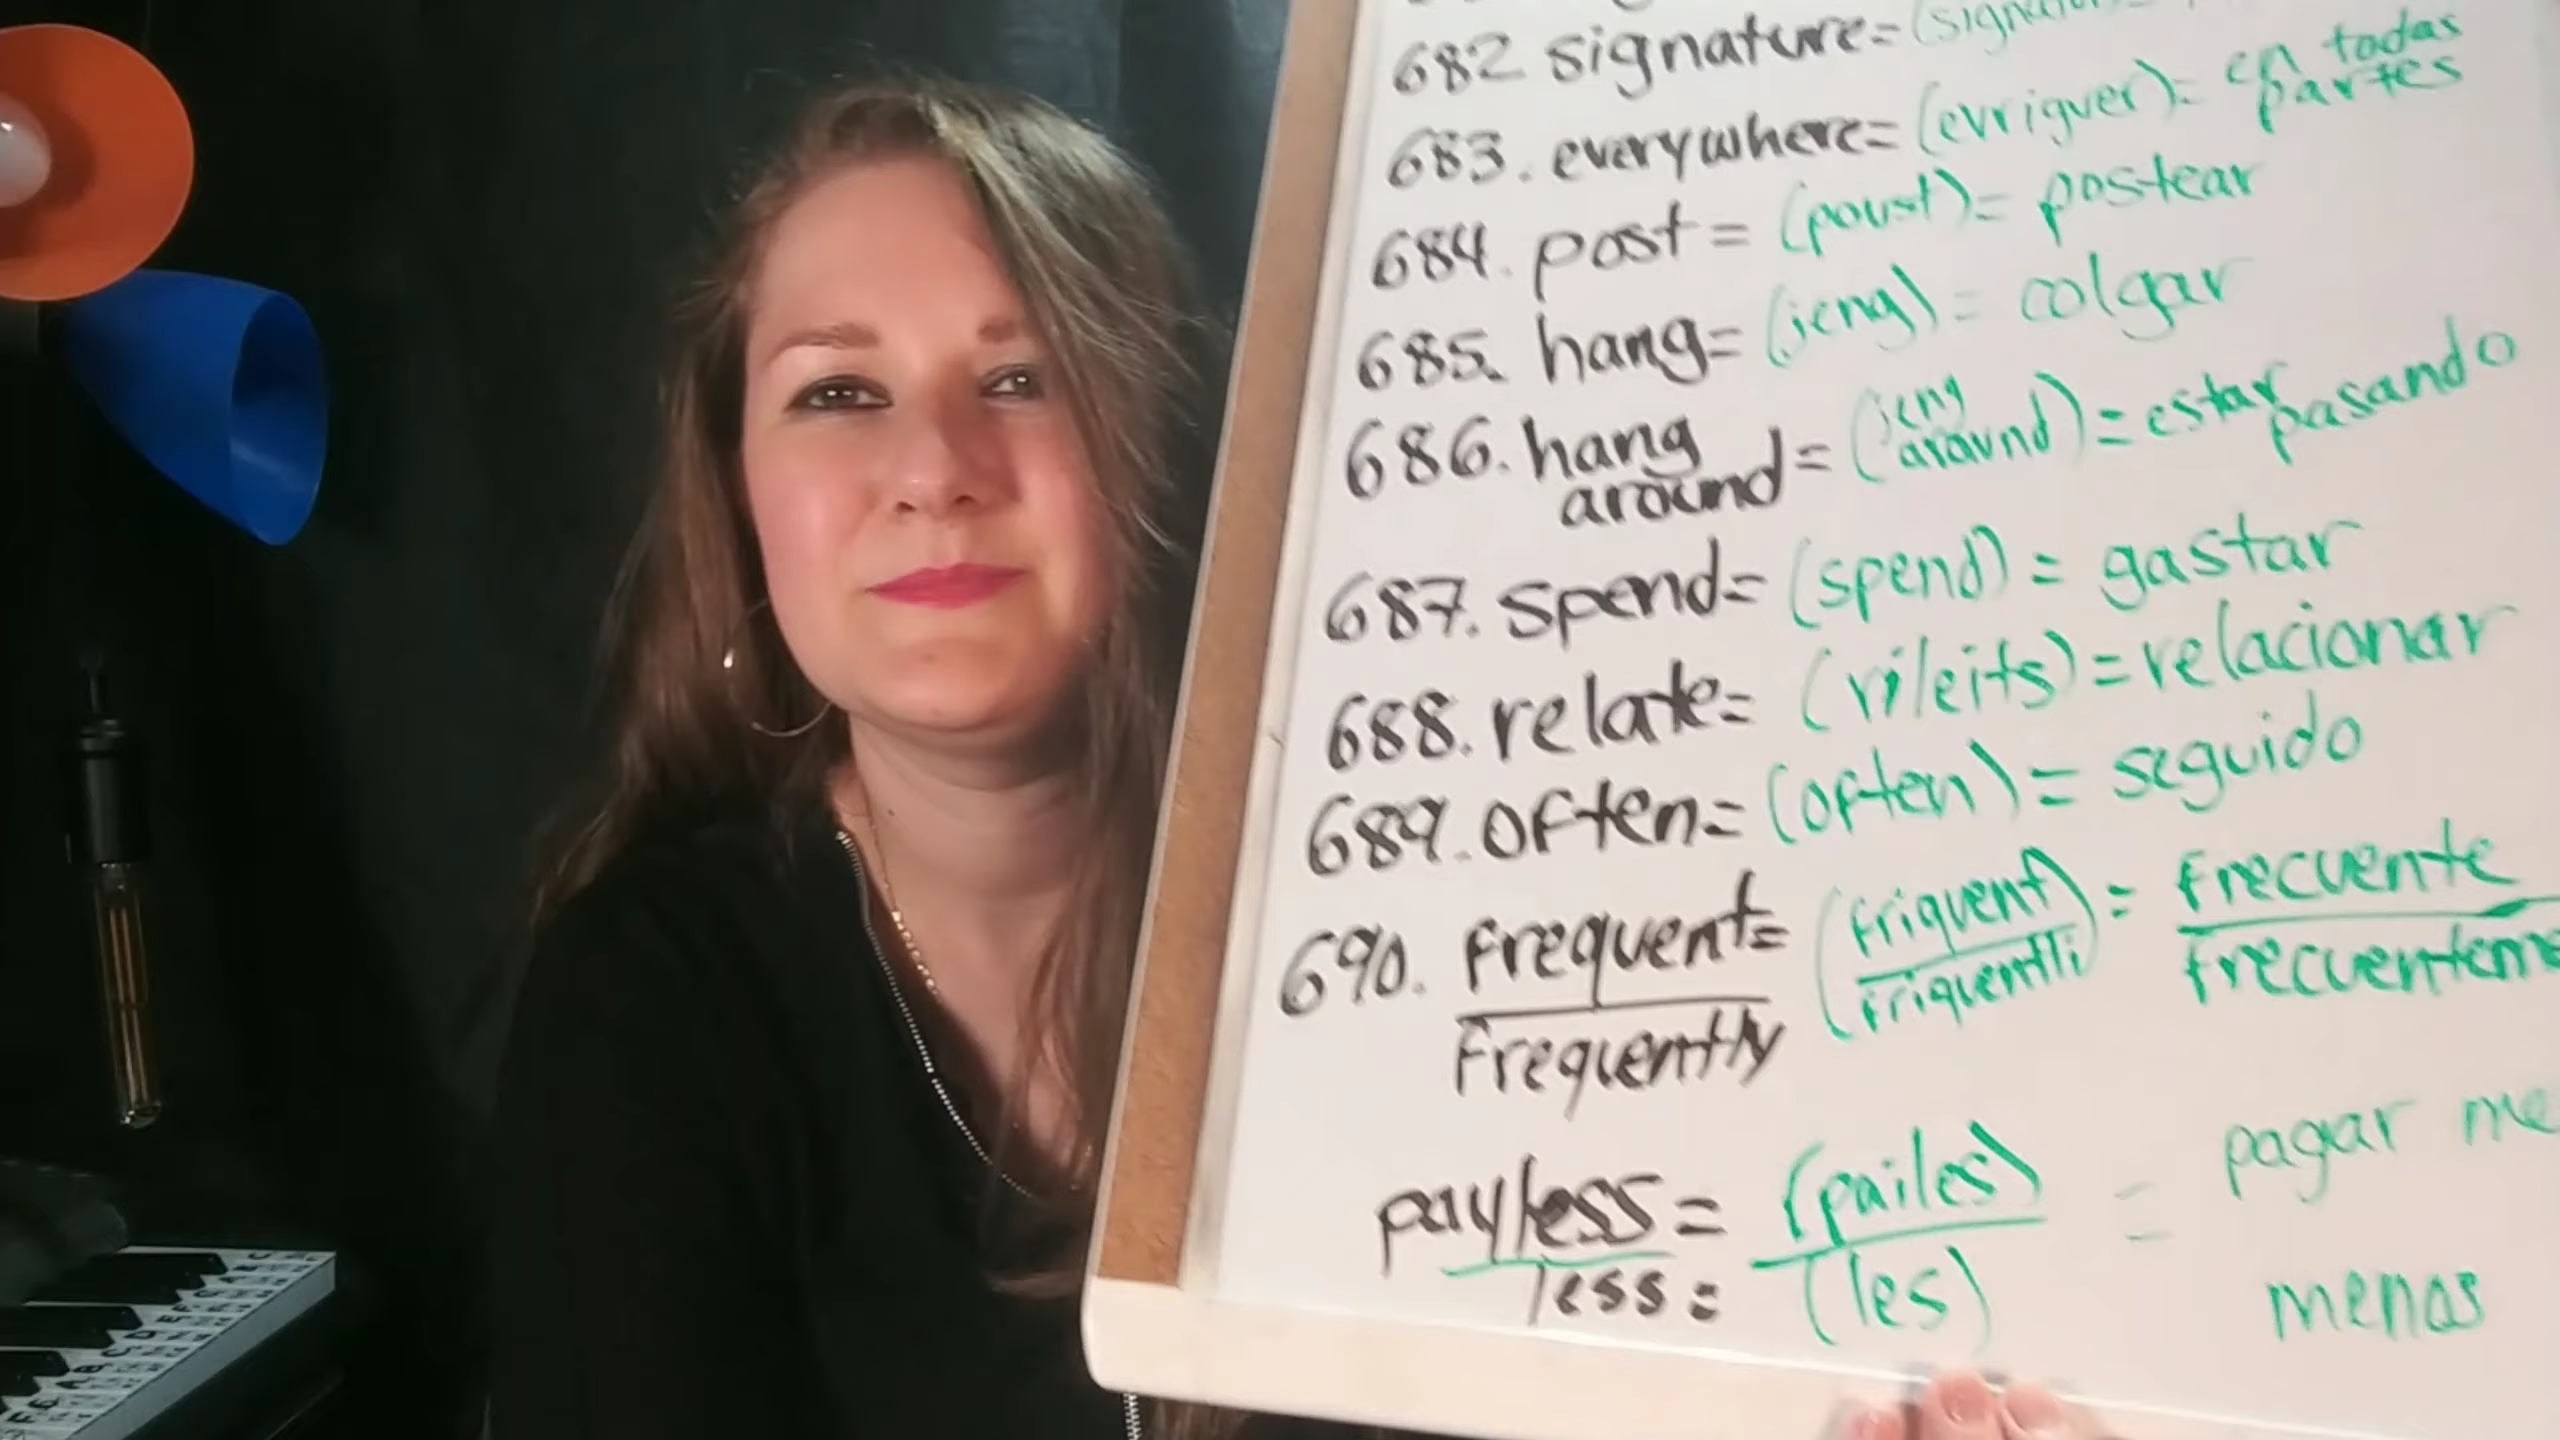 682 signature= (signatur
683. everywhere= (evriguer)= en todas partes
684. post = (poust)= postear
685. hang= (jeng) = colgar
686. hang around= (jeng around) = estar pasando
687. spend= (spend) = gastar
688. relate= (rileits)= relacionar
689. often= (often) = seguido
690. frequent= (friquent) = frecuente
Frequently friquentli frecuenteme
payless = (pailes) = pagar me
less = (les) menos